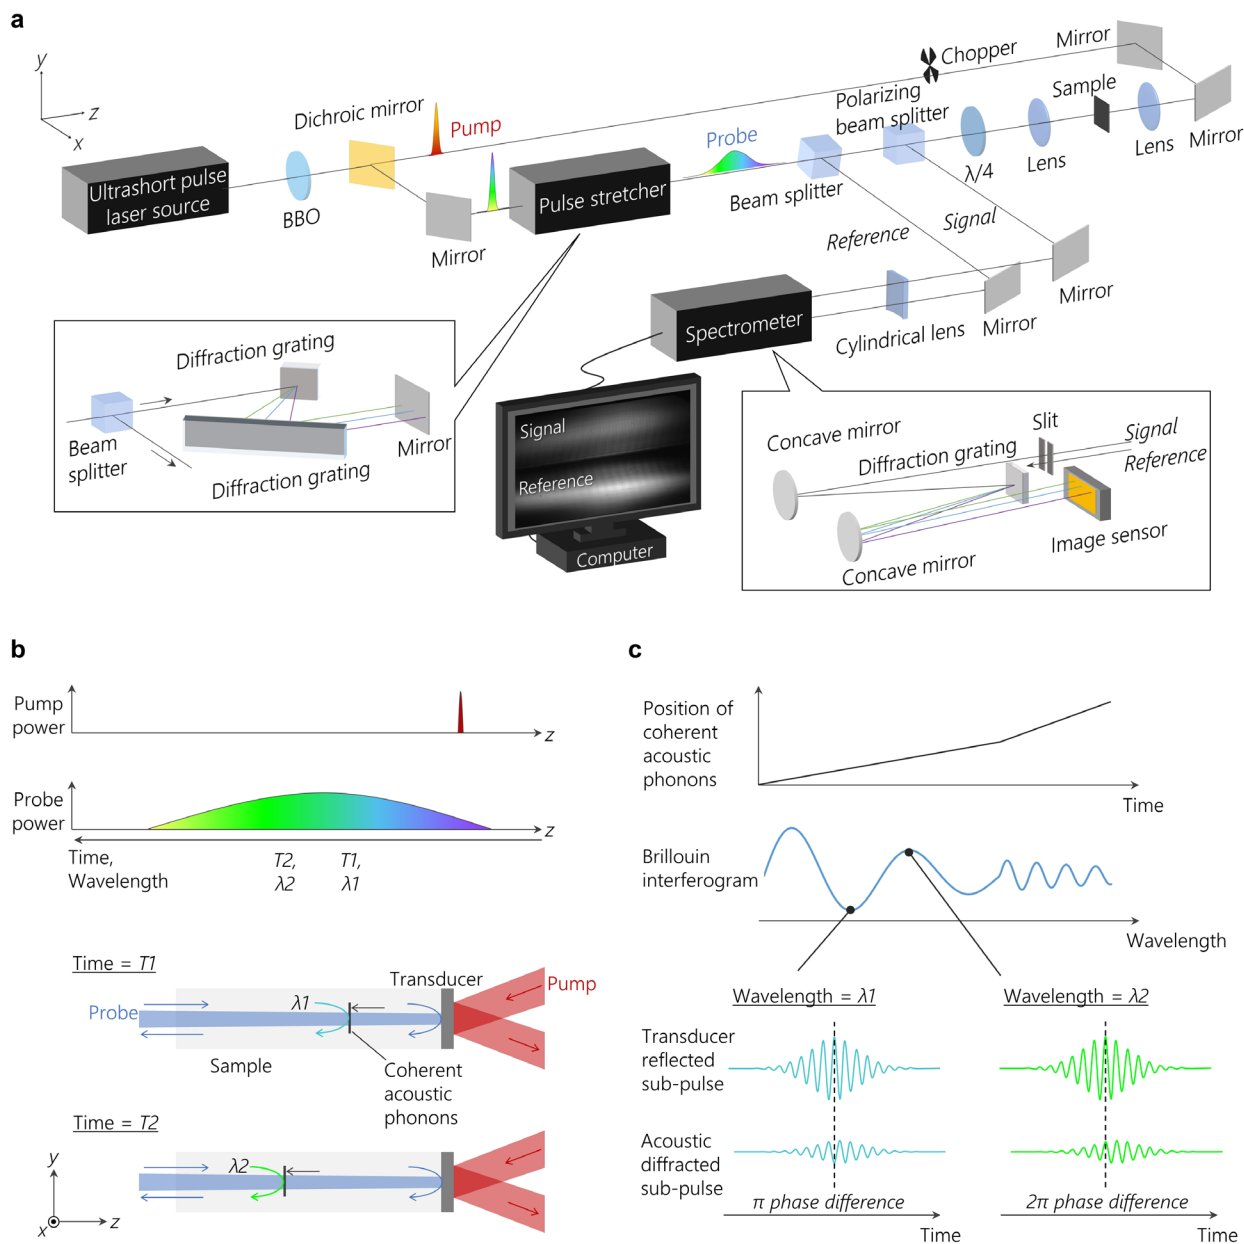 a
y
z
x
Ultrashort pulse
laser source
BBO
Dichroic mirror
Pump
Mirror
Pulse stretcher
Probe
Beam splitter
Polarizing
beam splitter
Chopper
λ/4
Lens
Sample
Lens
Mirror
Mirror
Reference
Signal
Mirror
Mirror
Cylindrical lens
Spectrometer
Diffraction grating
Beam
splitter
Diffraction grating
Mirror
Signal
Reference
Computer
Concave mirror
Diffraction grating
Slit
Signal
Reference
Image sensor
Concave mirror
b
Pump
power
z
Probe
power
z
Time,
Wavelength
T2,
λ2
T1,
λ1
Time = T1
Transducer
Pump
Probe
λ1
Sample
Coherent
acoustic
phonons
Time = T2
λ2
y
x
z
c
Position of
coherent
acoustic
phonons
Time
Brillouin
interferogram
Wavelength
Wavelength = λ1
Wavelength = λ2
Transducer
reflected
sub-pulse
Acoustic
diffracted
sub-pulse
π phase difference
2π phase difference
Time
Time